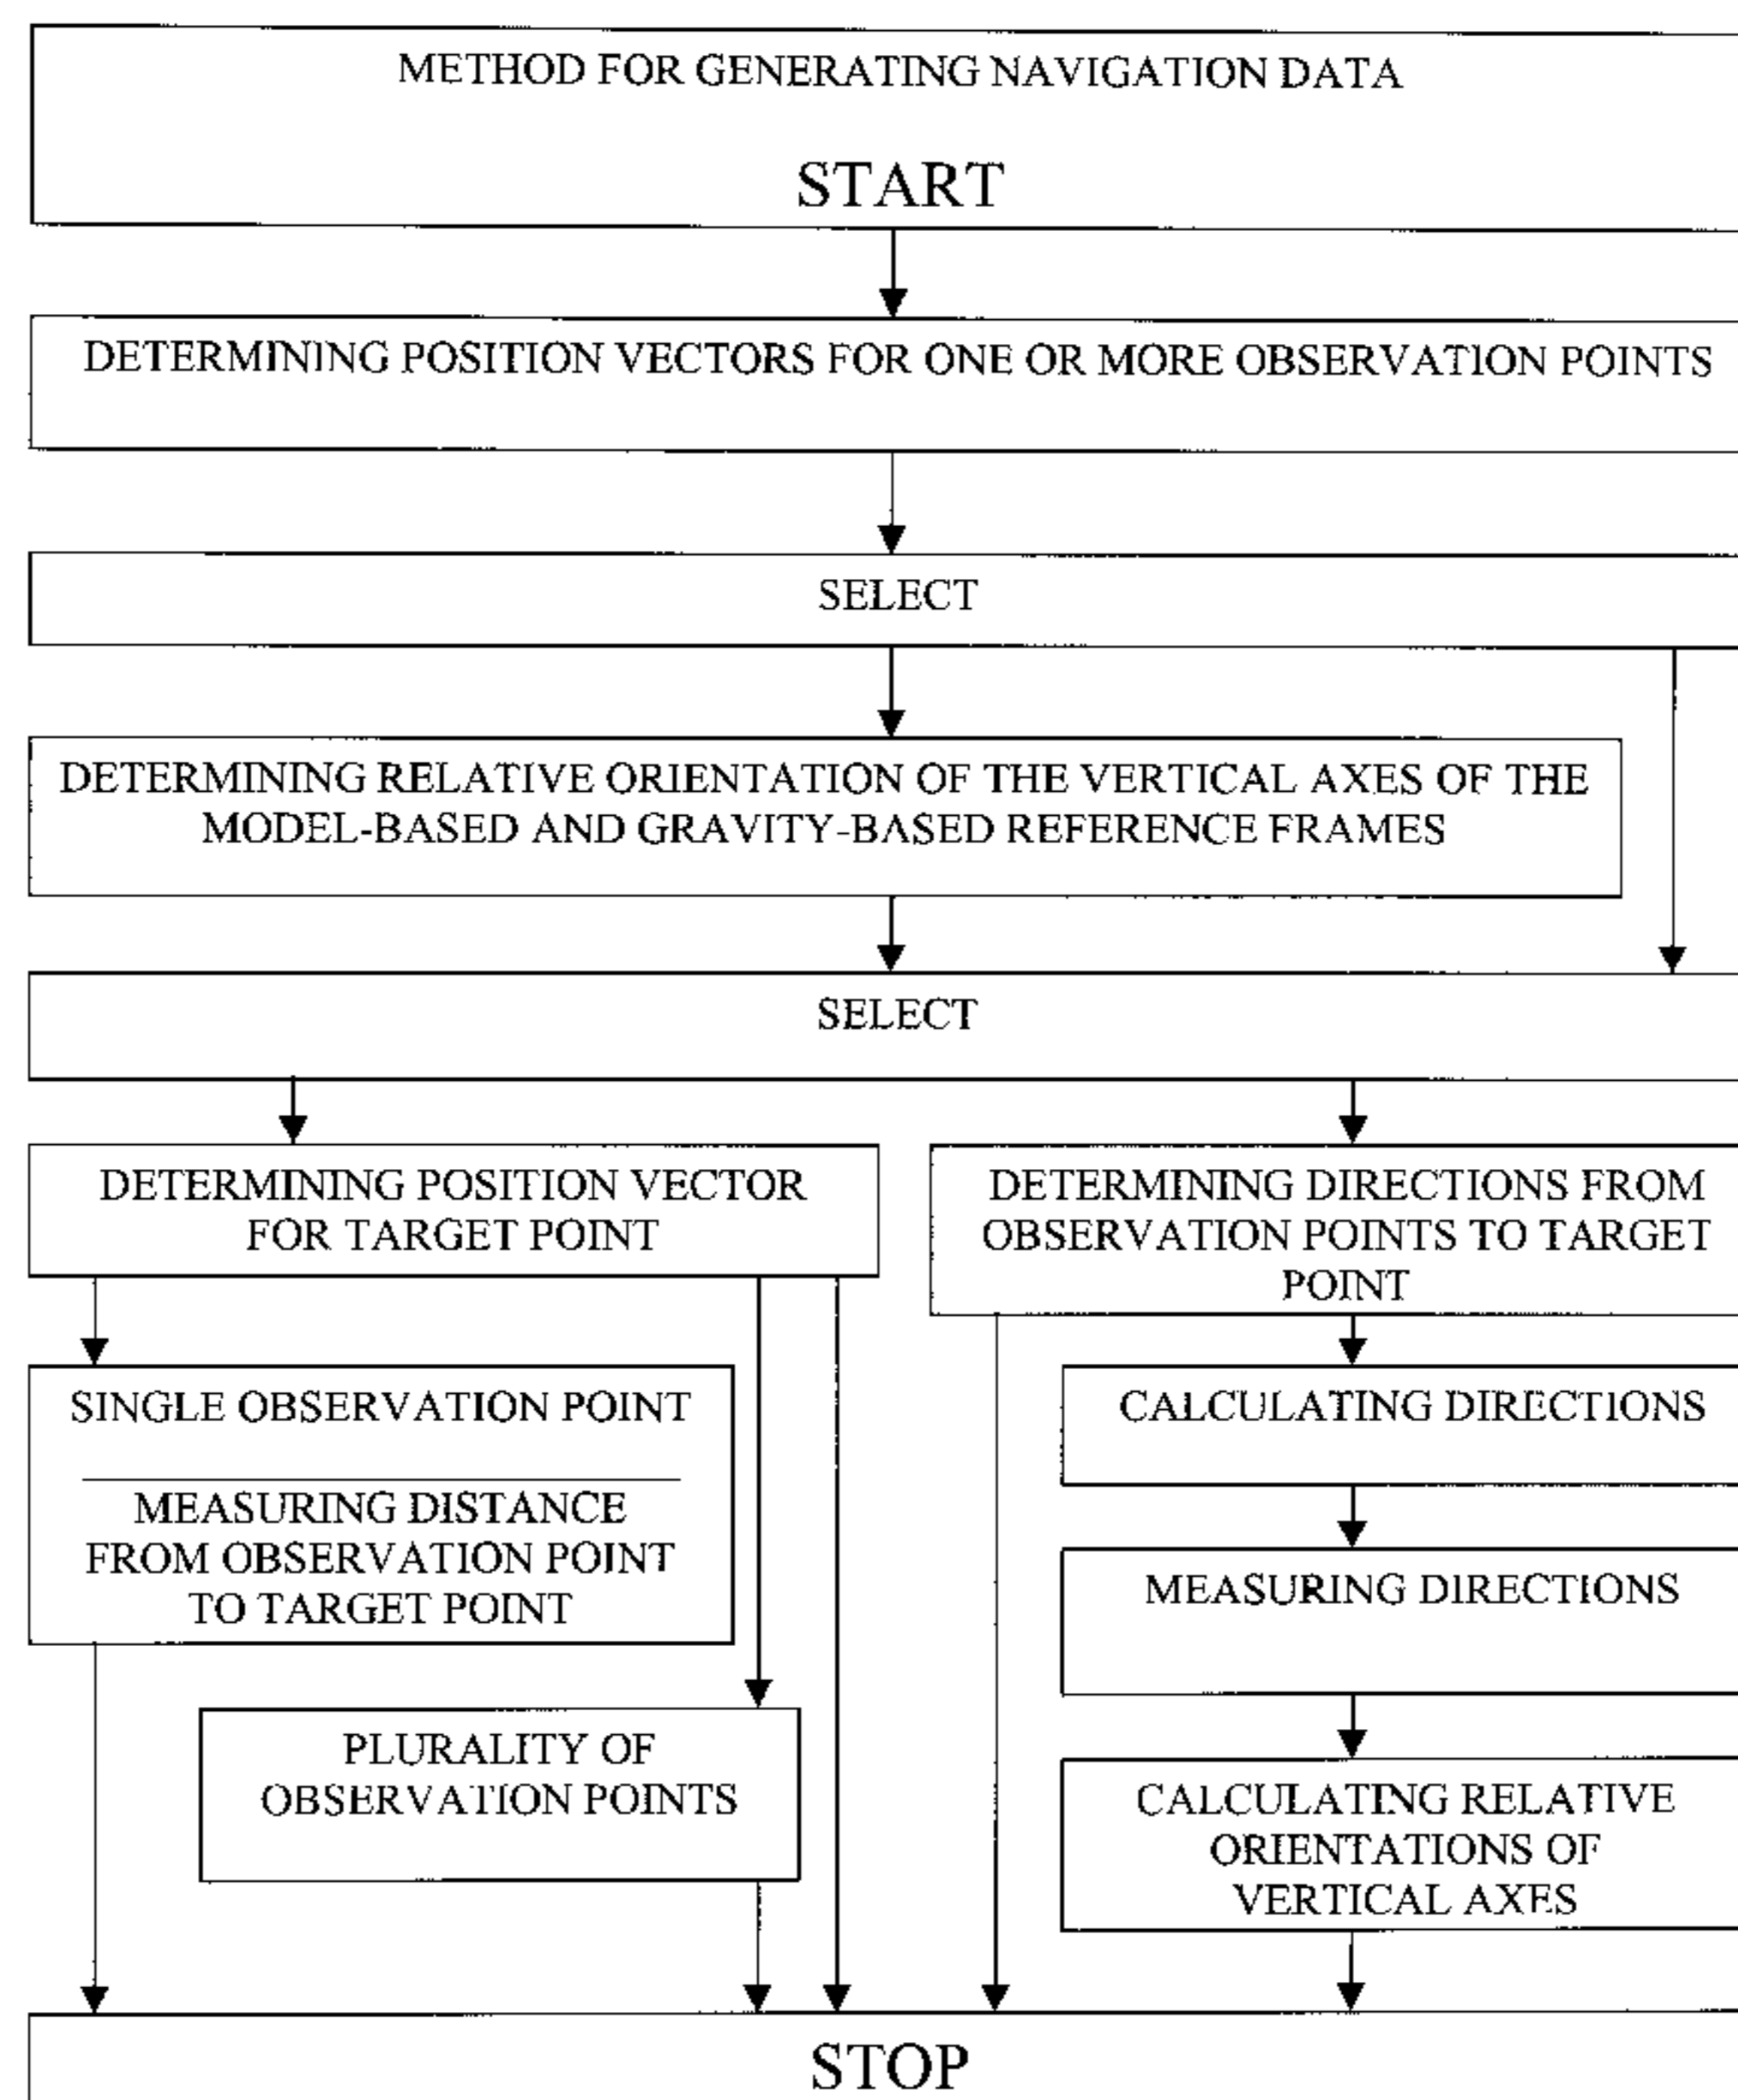 METHOD FOR GENERATING NAVIGATION DATA
START
DETERMINING POSITION VECTORS FOR ONE OR MORE OBSERVATION POINTS
SELECT
DETERMINING RELATIVE ORIENTATION OF THE VERTICAL AXES OF THE
MODEL-BASED AND GRAVITY-BASED REFERENCE FRAMES
SELECT
DETERMINING POSITION VECTOR
FOR TARGET POINT
DETERMINING DIRECTIONS FROM
OBSERVATION POINTS TO TARGET
POINT
SINGLE OBSERVATION POINT
MEASURING DISTANCE
FROM OBSERVATION POINT
TO TARGET POINT
CALCULATING DIRECTIONS
MEASURING DIRECTIONS
PLURALITY OF
OBSERVATION POINTS
CALCULATING RELATIVE
ORIENTATIONS OF
VERTICAL AXES
STOP